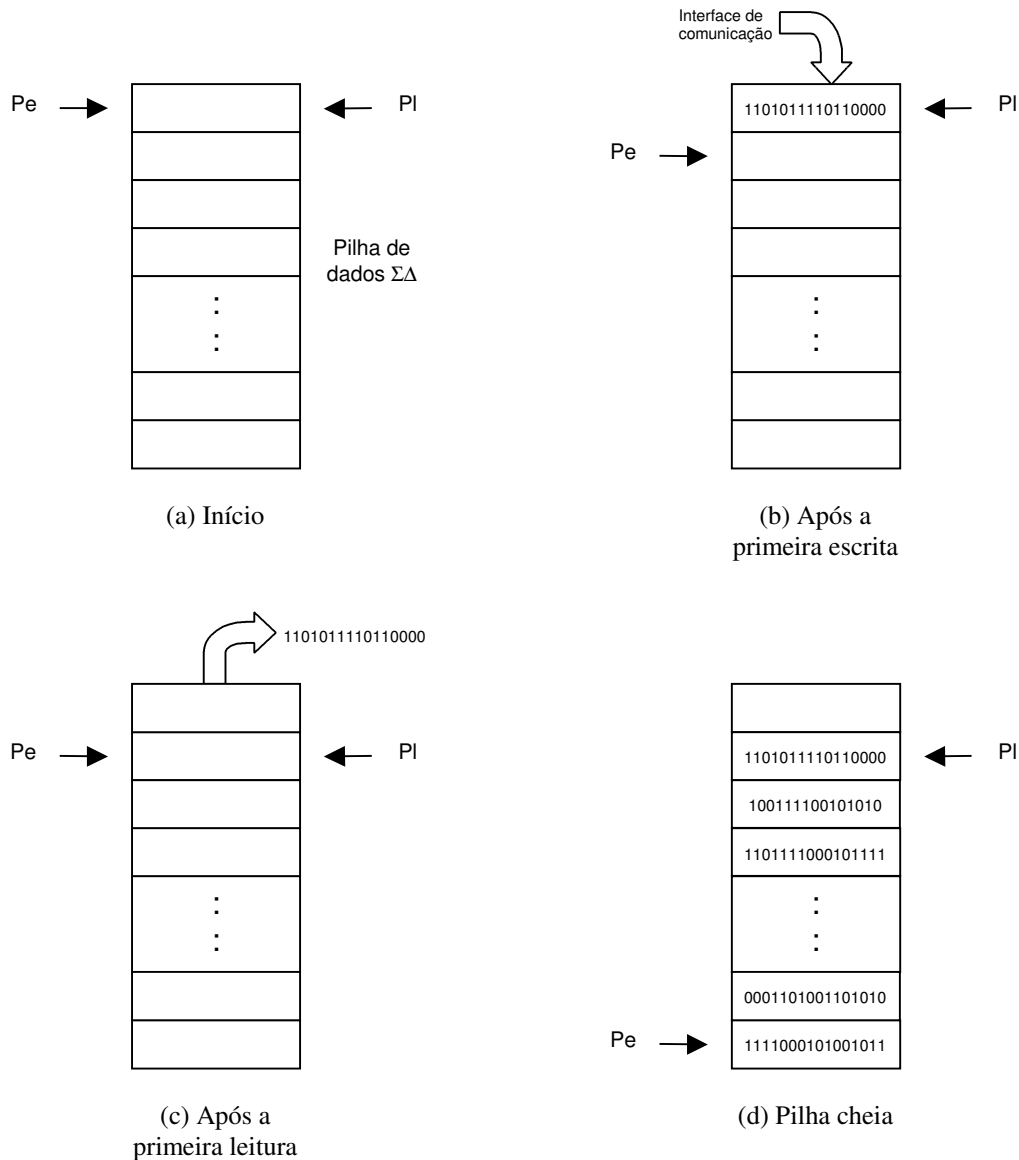 Interface de
comunicação
Pe
Pl
1101011110110000
Pl
Pe
Pilha de
dados ΣΔ
(a) Início
(b) Após a
primeira escrita
1101011110110000
Pe
Pl
1101011110110000
Pl
100111100101010
1101111000101111
0001101001101010
Pe
1111000101001011
(c) Após a
primeira leitura
(d) Pilha cheia